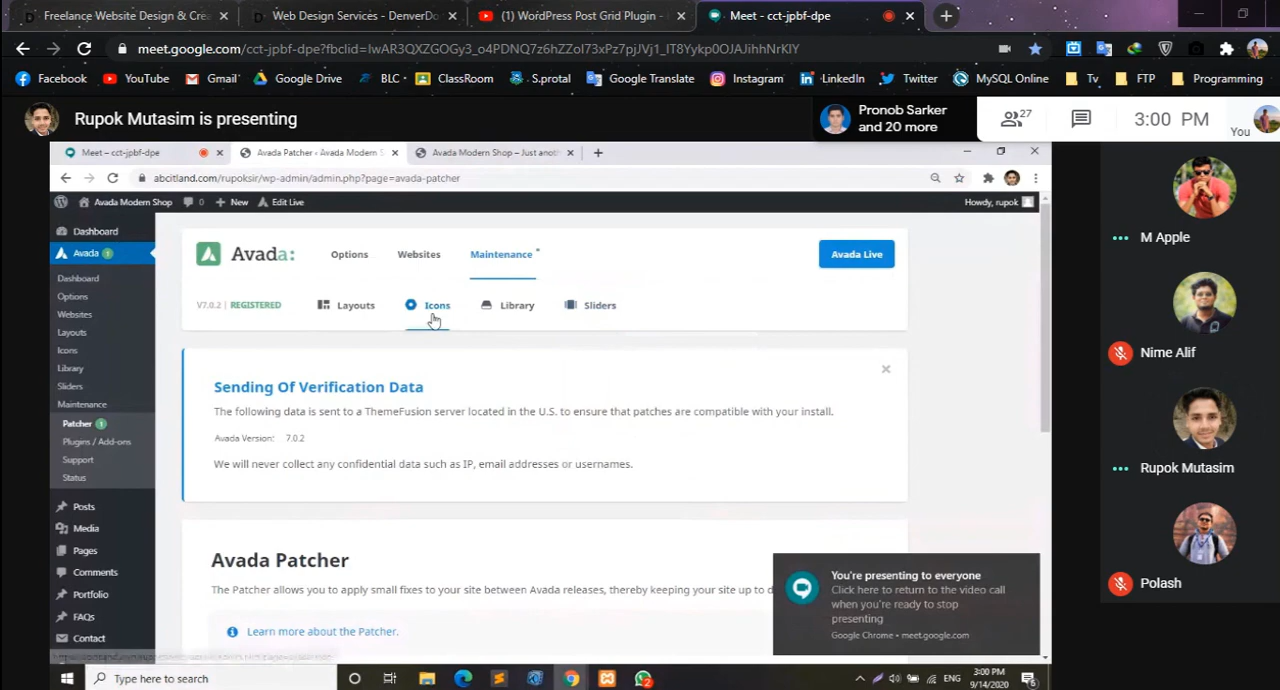 Freelance Website Design & Crea
Web Design Services - DenverDo
(1) WordPress Post Grid Plugin -
Meet - cct-jpbf-dpe
meet.google.com/cct-jpbf-dpe?fbclid=IwAR3QXZGOGy3_o4PDNQ7z6hZZoI73xPz7pjJVj1_IT8Yykp0OJAJihhNrKIY
Facebook
YouTube
Gmail
Google Drive
BLC
ClassRoom
S.protal
Google Translate
Instagram
LinkedIn
Twitter
MySQL Online
Tv
FTP
Programming
Rupok Mutasim is presenting
Pronob Sarker
and 20 more
27
3:00 PM
You
Meet – cct-jpbf-dpe
Avada Patcher ‹ Avada Modern S
Avada Modern Shop – Just anoth
abcitland.com/rupoksir/wp-admin/admin.php?page=avada-patcher
Avada Modern Shop
0
New
Edit Live
Howdy, rupok
Dashboard
Avada 1
Dashboard
Options
Websites
Layouts
Icons
Library
Sliders
Maintenance
Patcher 1
Plugins / Add-ons
Support
Status
Posts
Media
Pages
Comments
Portfolio
FAQs
Contact
Avada:
Options
Websites
Maintenance
Avada Live
V7.0.2 | REGISTERED
Layouts
Icons
Library
Sliders
Sending Of Verification Data
The following data is sent to a ThemeFusion server located in the U.S. to ensure that patches are compatible with your install.
Avada Version: 7.0.2
We will never collect any confidential data such as IP, email addresses or usernames.
Avada Patcher
The Patcher allows you to apply small fixes to your site between Avada releases, thereby keeping your site up to d
Learn more about the Patcher.
You're presenting to everyone
Click here to return to the video call
when you're ready to stop
presenting
Google Chrome • meet.google.com
M Apple
Nime Alif
Rupok Mutasim
Polash
Type here to search
ENG
3:00 PM
9/14/2020